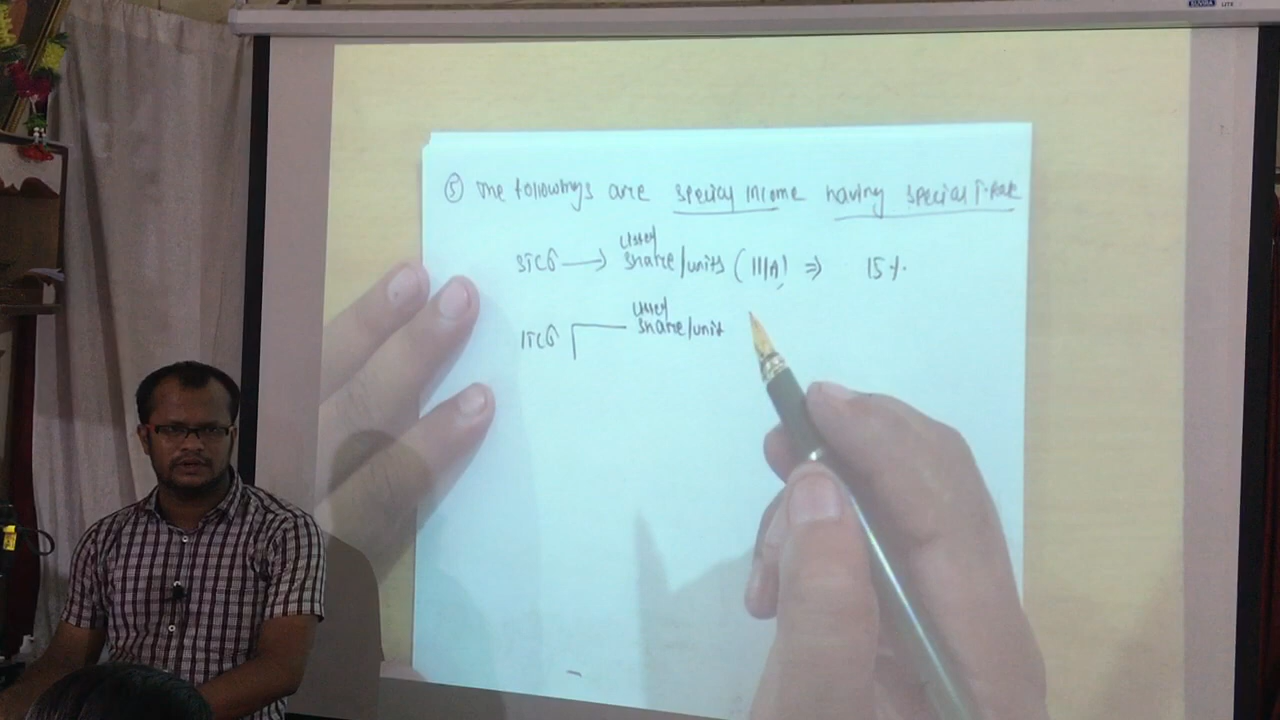 LITE
⑤ The followings are special income having special T.Rate
Listed
STCG → share/units (111A) ⇒ 15%
Listed
LTCG share/unit